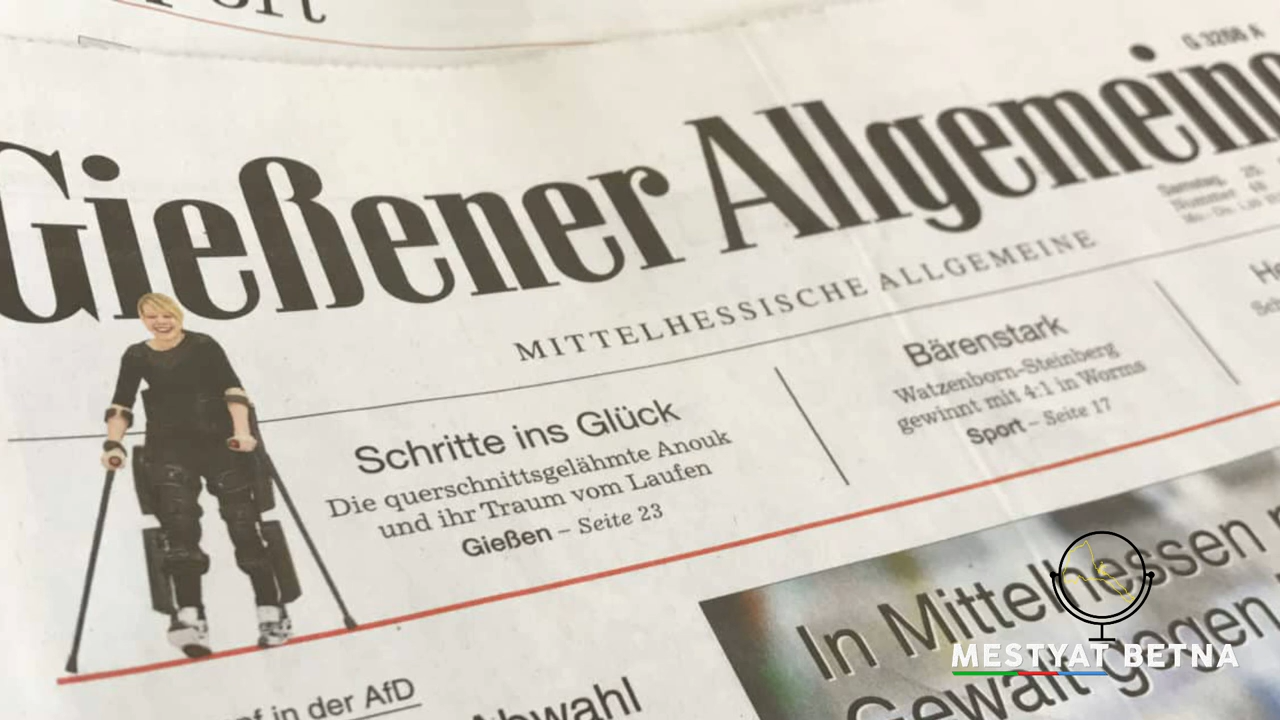 G 3266 A
Gießener Allgemeine
MITTELHESSISCHE ALLGEMEINE
Schritte ins Glück
Die querschnittsgelähmte Anouk
und ihr Traum vom Laufen
Gießen – Seite 23
Bärenstark
Watzenborn-Steinberg
gewinnt mit 4:1 in Worms
Sport – Seite 17
in der AfD
In Mittelhessen
Gewalt gegen
MESTYAT BETNA